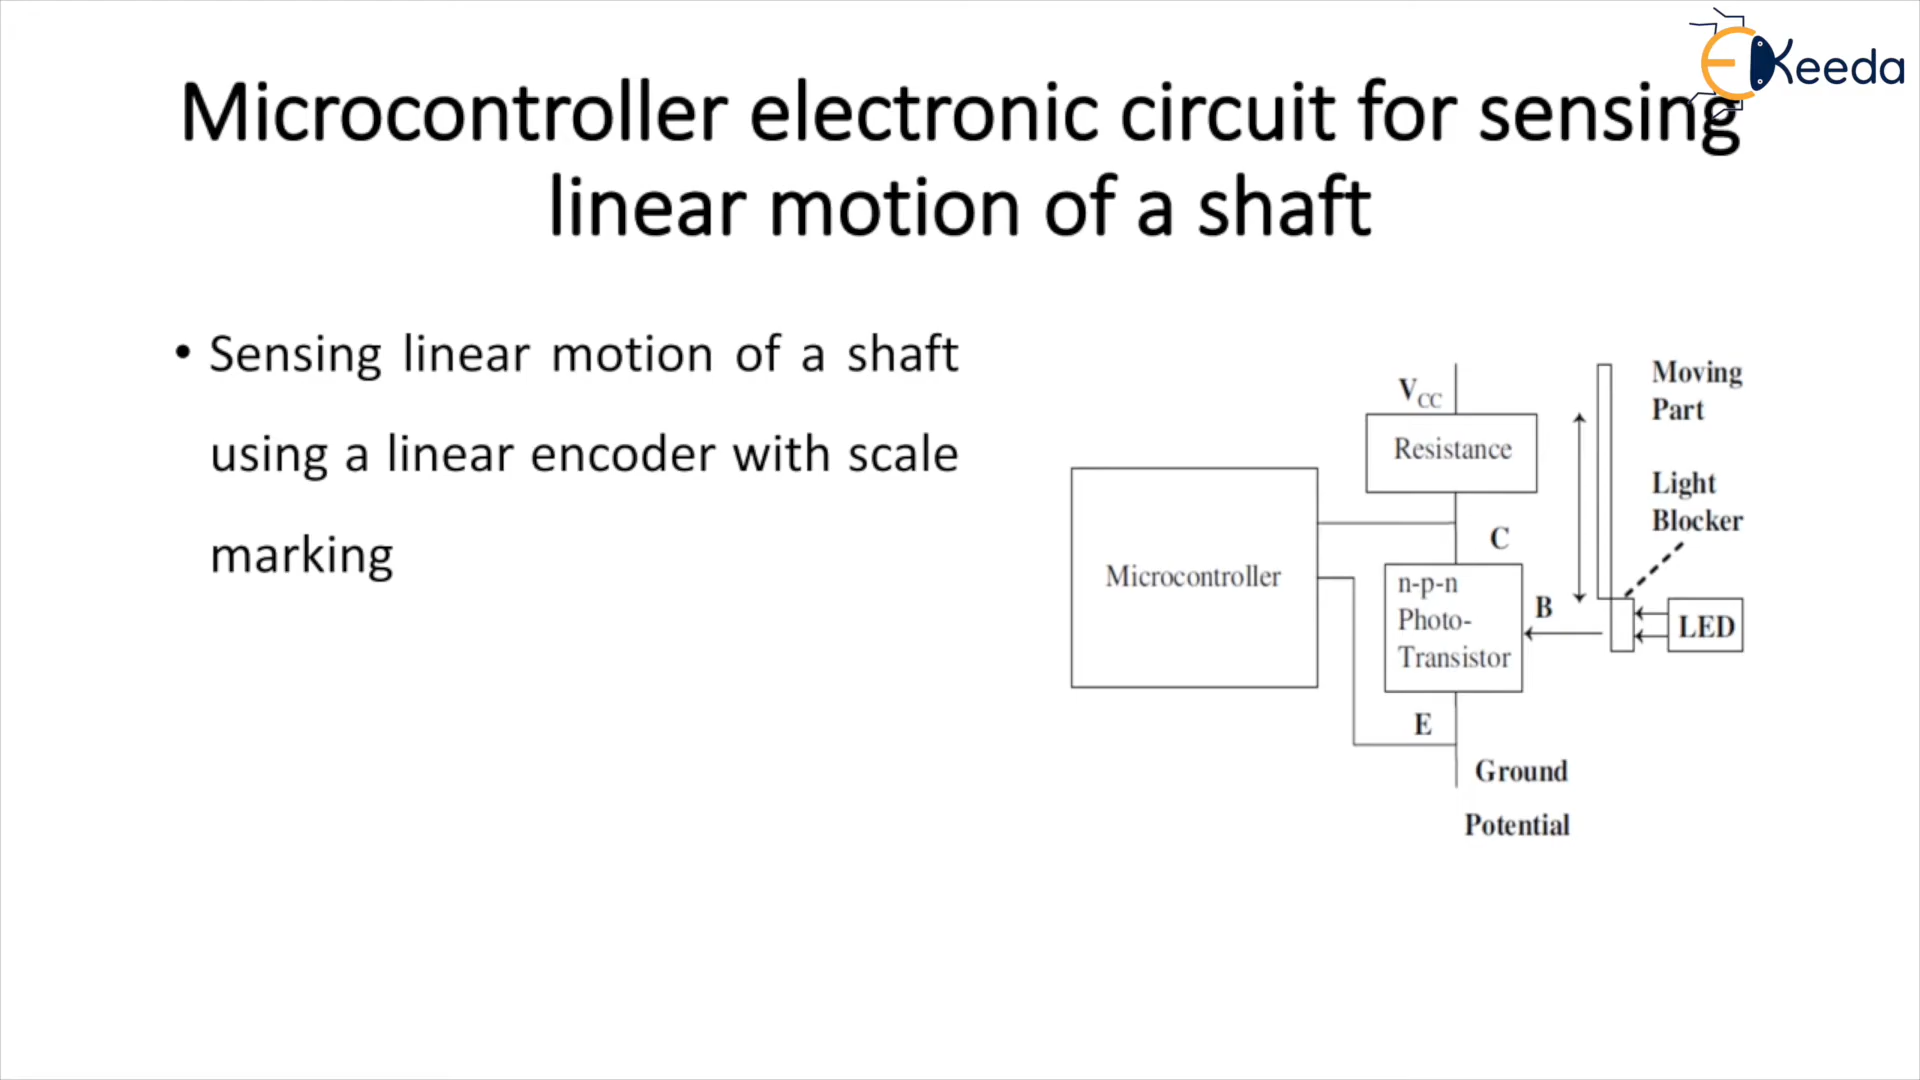 EKeeda
Microcontroller electronic circuit for sensing
linear motion of a shaft
• Sensing linear motion of a shaft
using a linear encoder with scale
marking
Moving
Part
VCC
Resistance
Light
Blocker
C
Microcontroller
n-p-n
Photo-
Transistor
B
LED
E
Ground
Potential